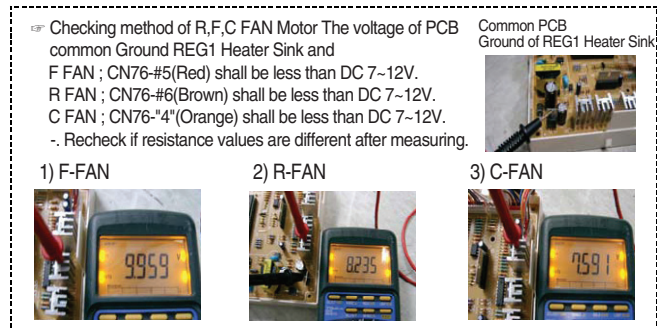 ☞ Checking method of R,F,C FAN Motor The voltage of PCB
common Ground REG1 Heater Sink and
F FAN ; CN76-#5(Red) shall be less than DC 7~12V.
R FAN ; CN76-#6(Brown) shall be less than DC 7~12V.
C FAN ; CN76-"4"(Orange) shall be less than DC 7~12V.
-. Recheck if resistance values are different after measuring.
Common PCB
Ground of REG1 Heater Sink
1) F-FAN
2) R-FAN
3) C-FAN
9.959
8.235
7.591